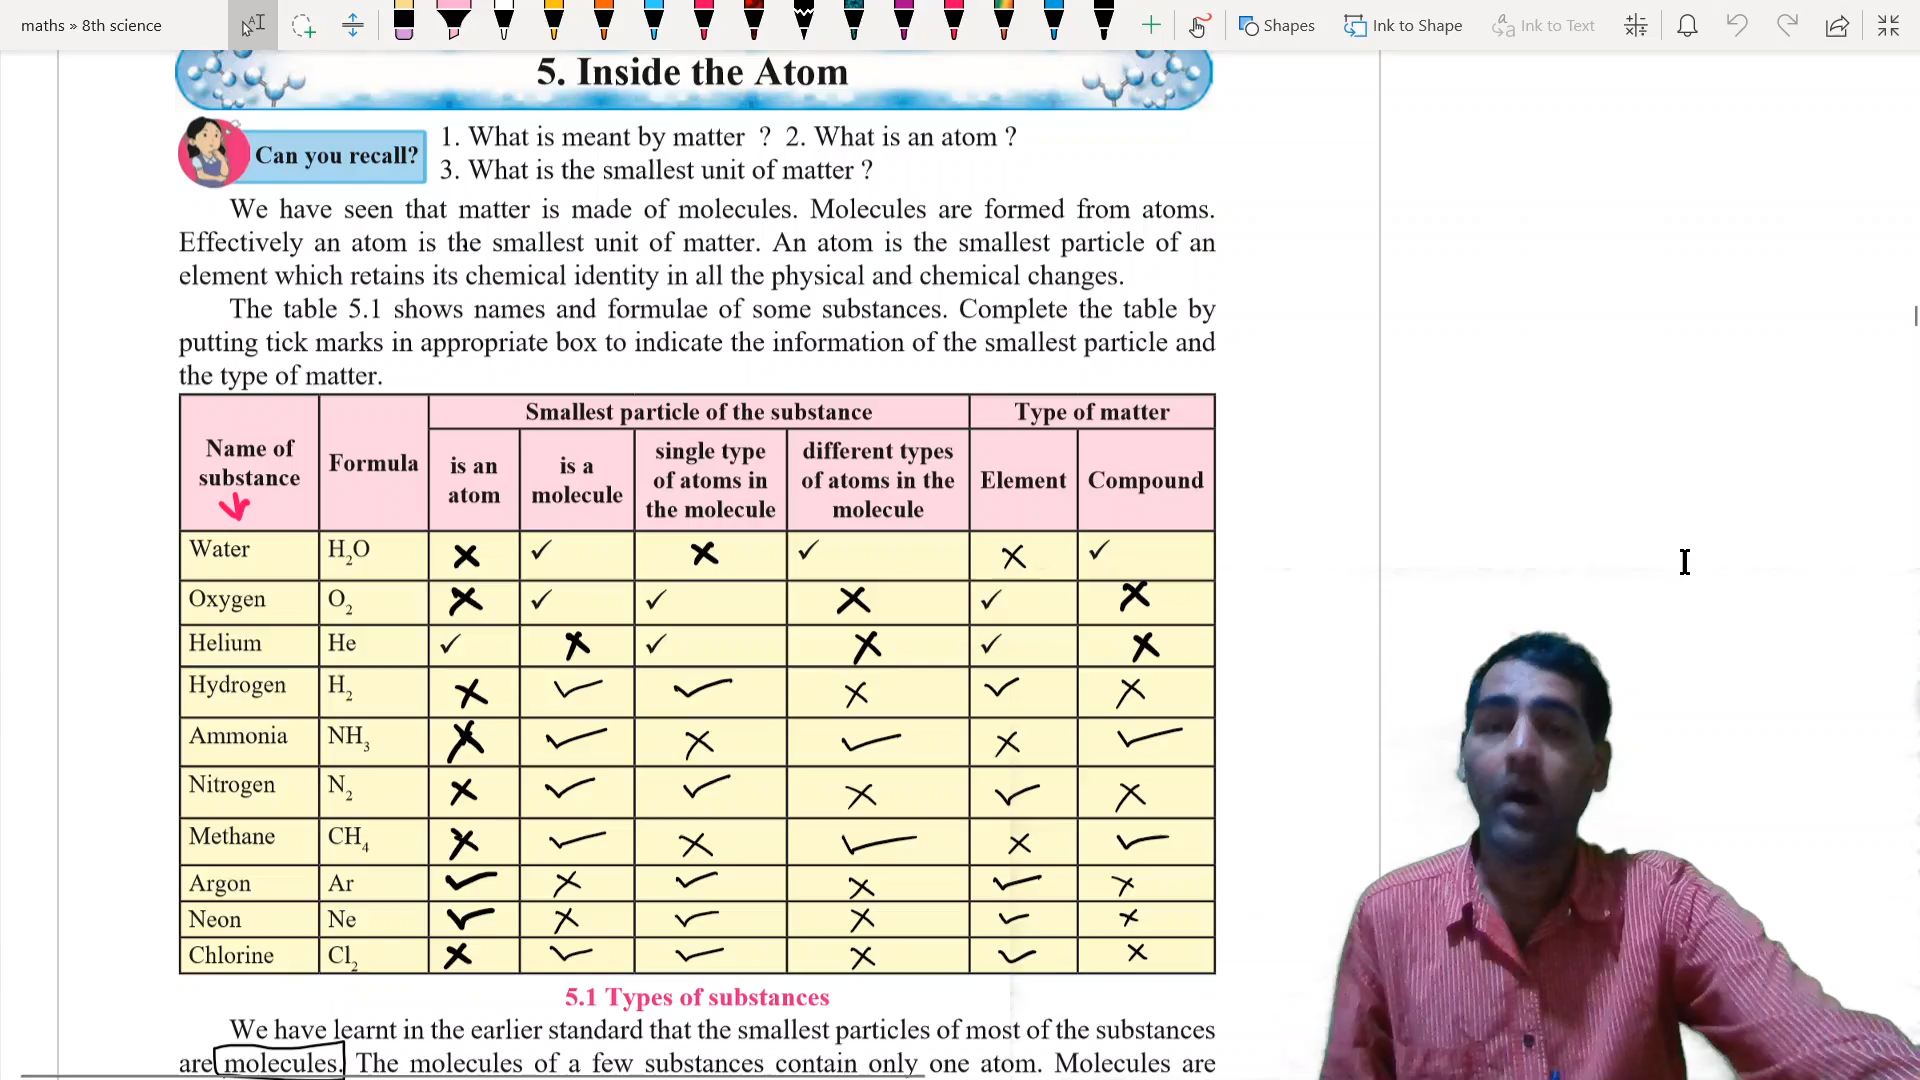 maths » 8th science
Shapes
Ink to Shape
Ink to Text
5. Inside the Atom
Can you recall?
1. What is meant by matter ? 2. What is an atom ?
3. What is the smallest unit of matter ?
We have seen that matter is made of molecules. Molecules are formed from atoms.
Effectively an atom is the smallest unit of matter. An atom is the smallest particle of an
element which retains its chemical identity in all the physical and chemical changes.
The table 5.1 shows names and formulae of some substances. Complete the table by
putting tick marks in appropriate box to indicate the information of the smallest particle and
the type of matter.
Name of substance Formula Smallest particle of the substance Type of matter
is an atom is a molecule single type of atoms in the molecule different types of atoms in the molecule Element Compound
Water H₂O ✗ ✓ ✗ ✓ ✗ ✓
Oxygen O₂ ✗ ✓ ✓ ✗ ✓ ✗
Helium He ✓ ✗ ✓ ✗ ✓ ✗
Hydrogen H₂ ✗ ✓ ✓ ✗ ✓ ✗
Ammonia NH₃ ✗ ✓ ✗ ✓ ✗ ✓
Nitrogen N₂ ✗ ✓ ✓ ✗ ✓ ✗
Methane CH₄ ✗ ✓ ✗ ✓ ✗ ✓
Argon Ar ✓ ✗ ✓ ✗ ✓ ✗
Neon Ne ✓ ✗ ✓ ✗ ✓ ✗
Chlorine Cl₂ ✗ ✓ ✓ ✗ ✓ ✗
5.1 Types of substances
We have learnt in the earlier standard that the smallest particles of most of the substances
are molecules. The molecules of a few substances contain only one atom. Molecules are